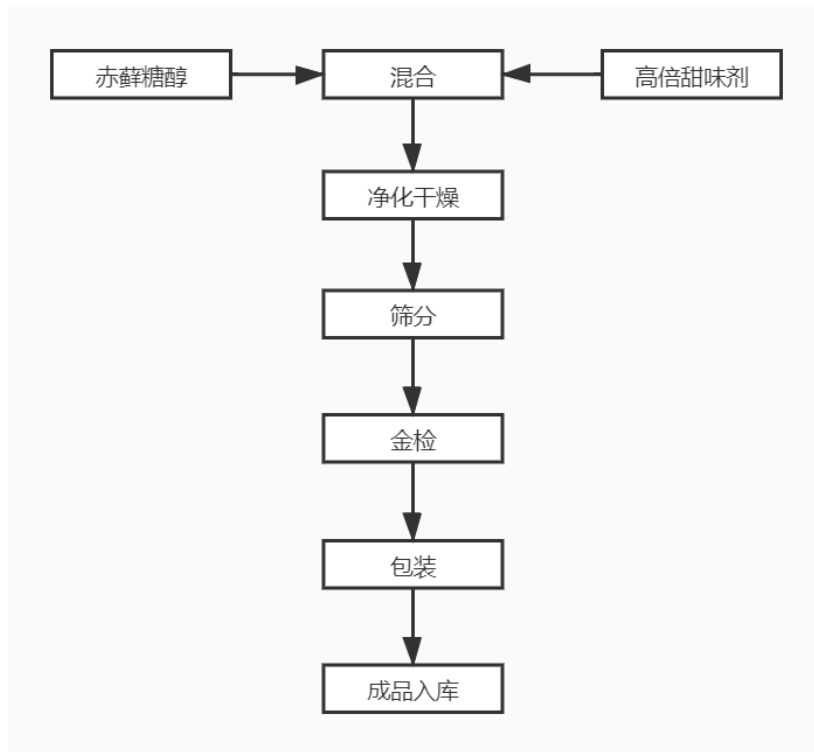 赤藓糖醇
混合
高倍甜味剂
净化干燥
筛分
金检
包装
成品入库